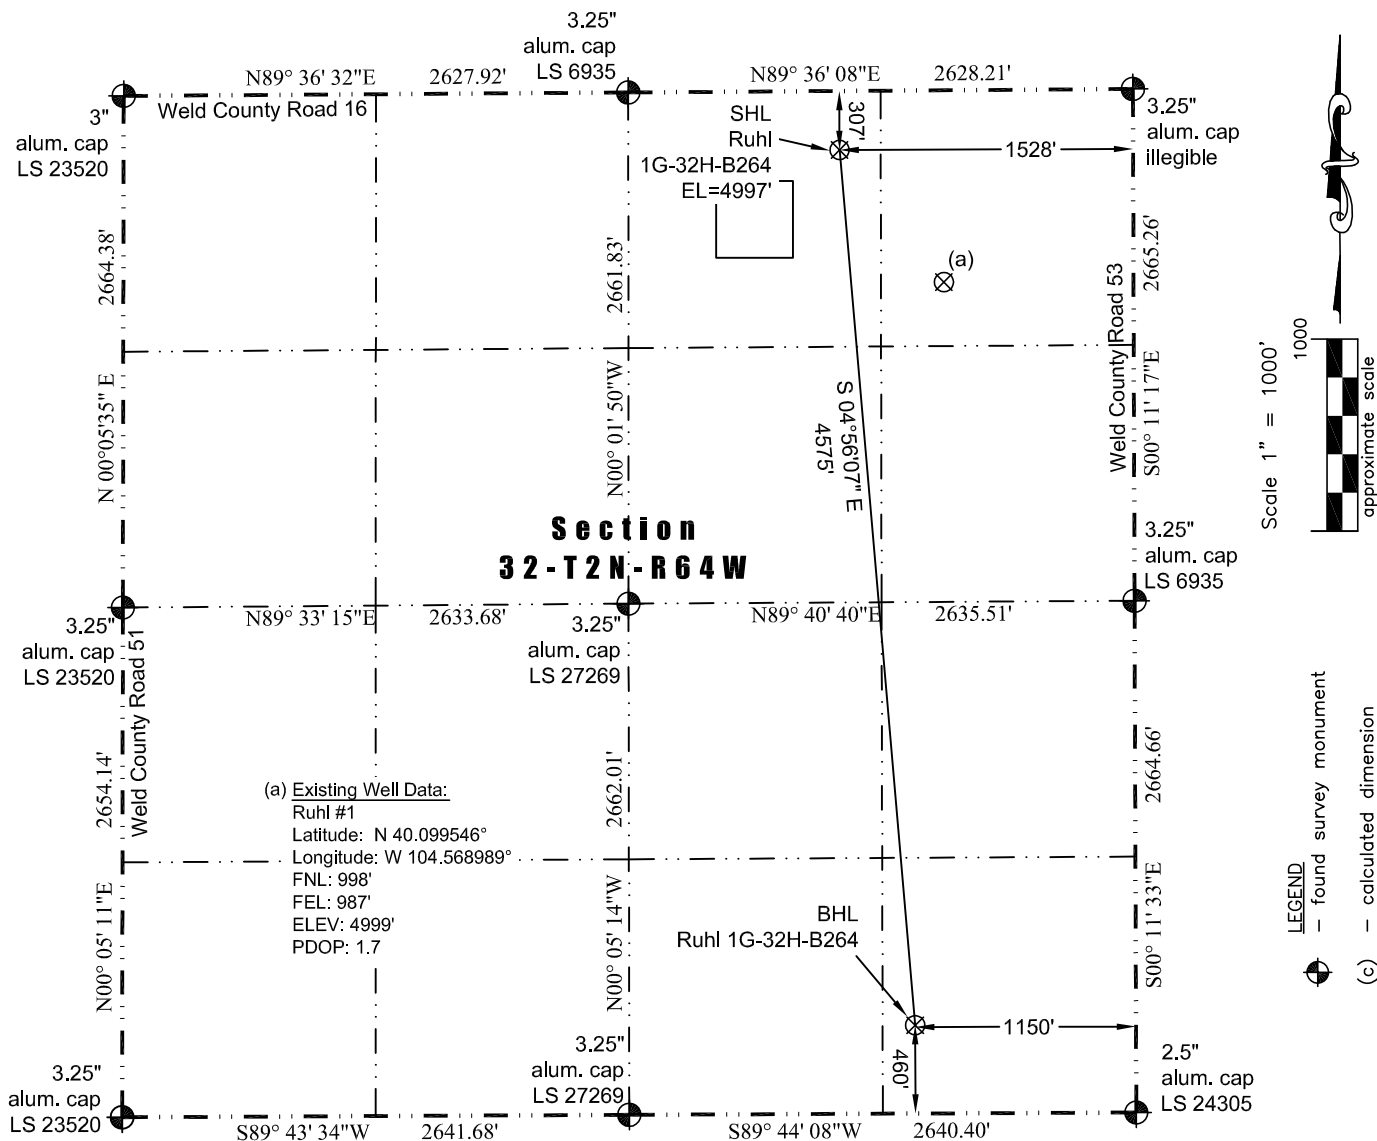 3.25"
alum. cap
LS 6935
N89° 36' 32"E
2627.92'
N89° 36' 08"E
2628.21'
Weld County Road 16
3"
alum. cap
LS 23520
SHL
Ruhl
1G-32H-B264
EL=4997'
307'
1528'
3.25"
alum. cap
illegible
(a)
2664.38'
N 00°05'35" E
2661.83'
N00° 01' 50"W
S 04°56'07" E
4575'
Weld County Road 53
2665.26'
S00° 11' 17"E
Scale 1" = 1000'
1000
approximate scale
Section
32-T2N-R64W
3.25"
alum. cap
LS 6935
N89° 33' 15"E
2633.68'
N89° 40' 40"E
2635.51'
3.25"
alum. cap
LS 23520
3.25"
alum. cap
LS 27269
Weld County Road 51
2654.14'
N00° 05' 11"E
2662.01'
N00° 05' 14"W
2664.66'
S00° 11' 33"E
(a) Existing Well Data:
Ruhl #1
Latitude: N 40.099546°
Longitude: W 104.568989°
FNL: 998'
FEL: 987'
ELEV: 4999'
PDOP: 1.7
BHL
Ruhl 1G-32H-B264
1150'
460'
LEGEND
– found survey monument
(c) – calculated dimension
3.25"
alum. cap
LS 23520
3.25"
alum. cap
LS 27269
2.5"
alum. cap
LS 24305
S89° 43' 34"W
2641.68'
S89° 44' 08"W
2640.40'